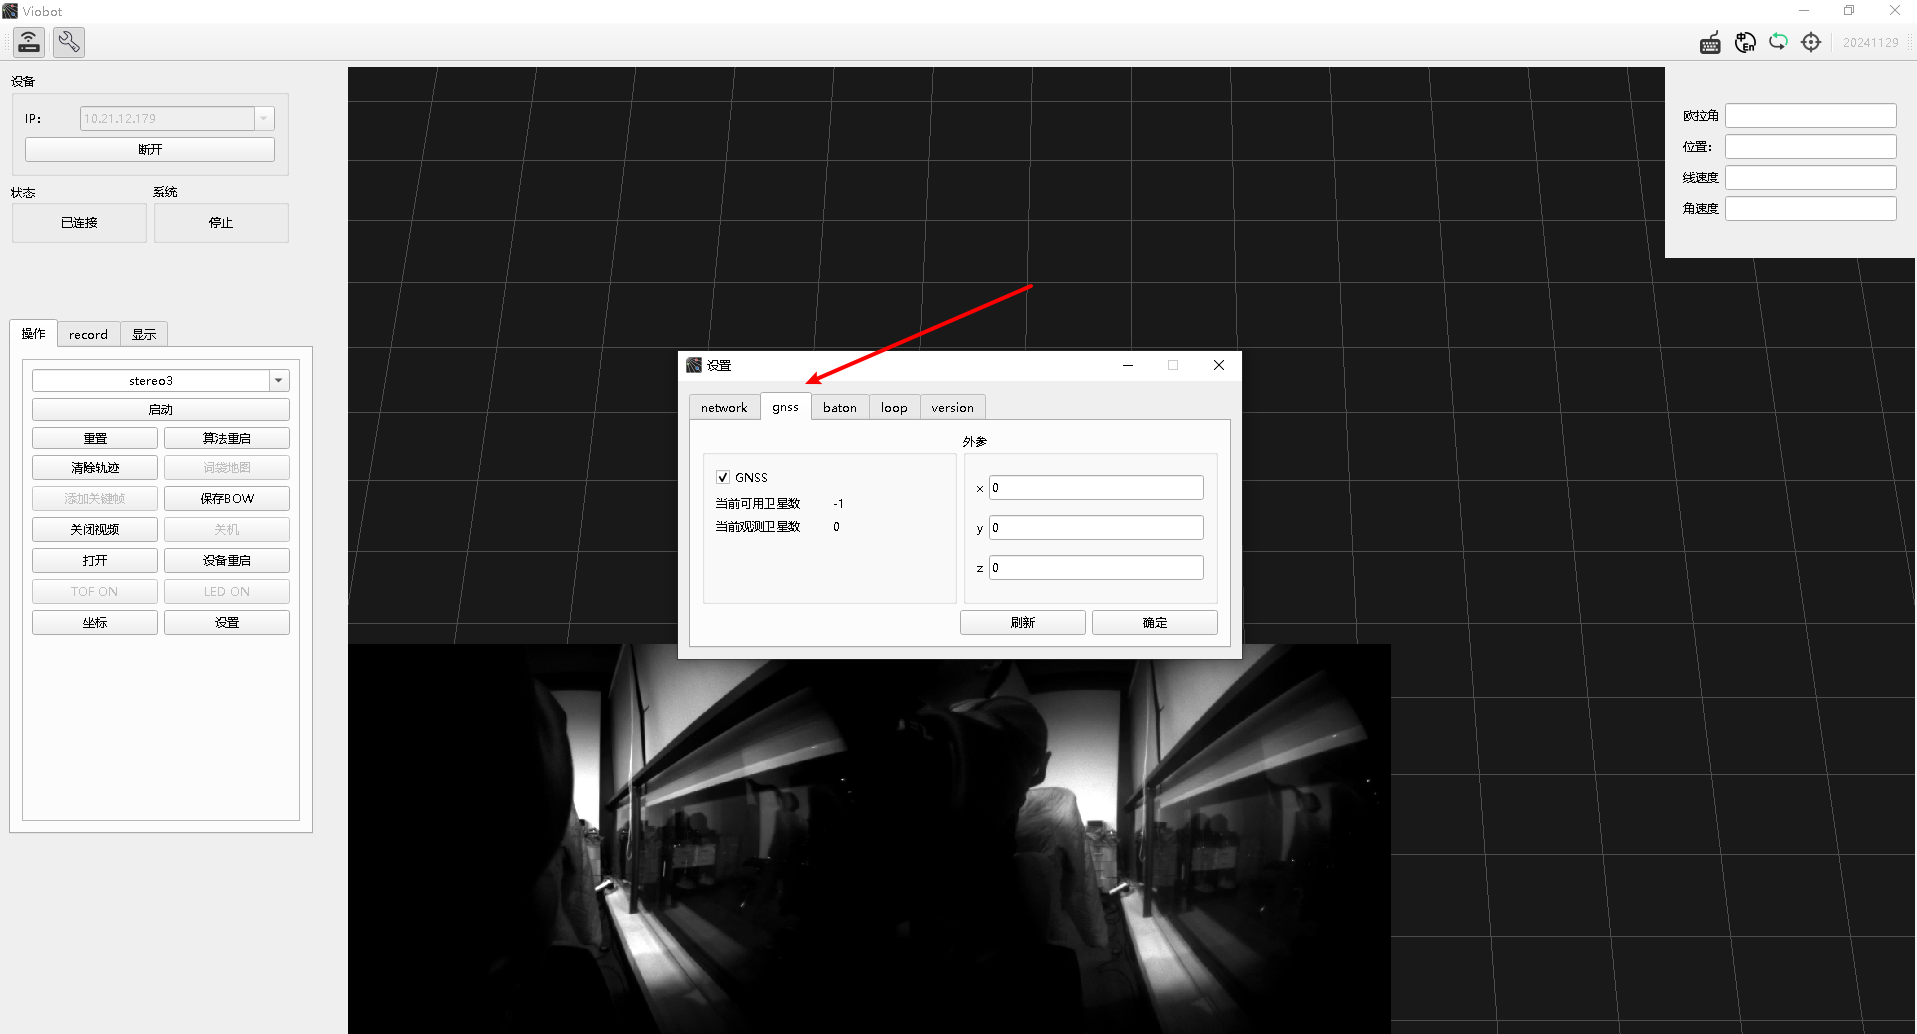 Viobot
20241129
设备
IP:
10.21.12.179
断开
状态
系统
已连接
停止
操作
record
显示
stereo3
启动
重置
算法重启
清除轨迹
词袋地图
添加关键帧
保存BOW
关闭视频
关机
打开
设备重启
TOF ON
LED ON
坐标
设置
欧拉角
位置:
线速度
角速度
设置
network
gnss
baton
loop
version
GNSS
当前可用卫星数 -1
当前观测卫星数 0
外参
x 0
y 0
z 0
刷新
确定
中
En